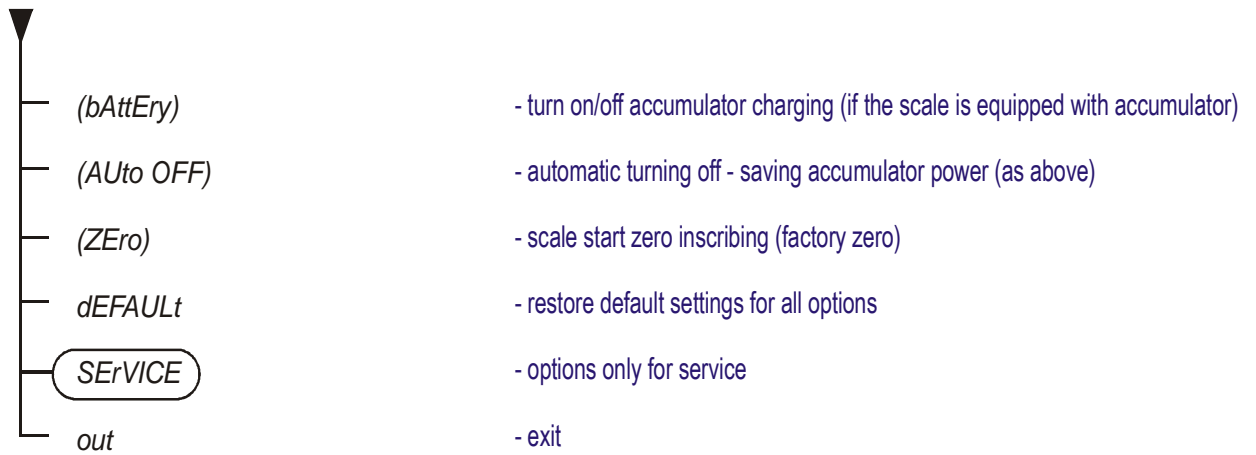 (bAttEry) - turn on/off accumulator charging (if the scale is equipped with accumulator)
(AUto OFF) - automatic turning off - saving accumulator power (as above)
(ZEro) - scale start zero inscribing (factory zero)
dEFAULt - restore default settings for all options
SErVICE - options only for service
out - exit